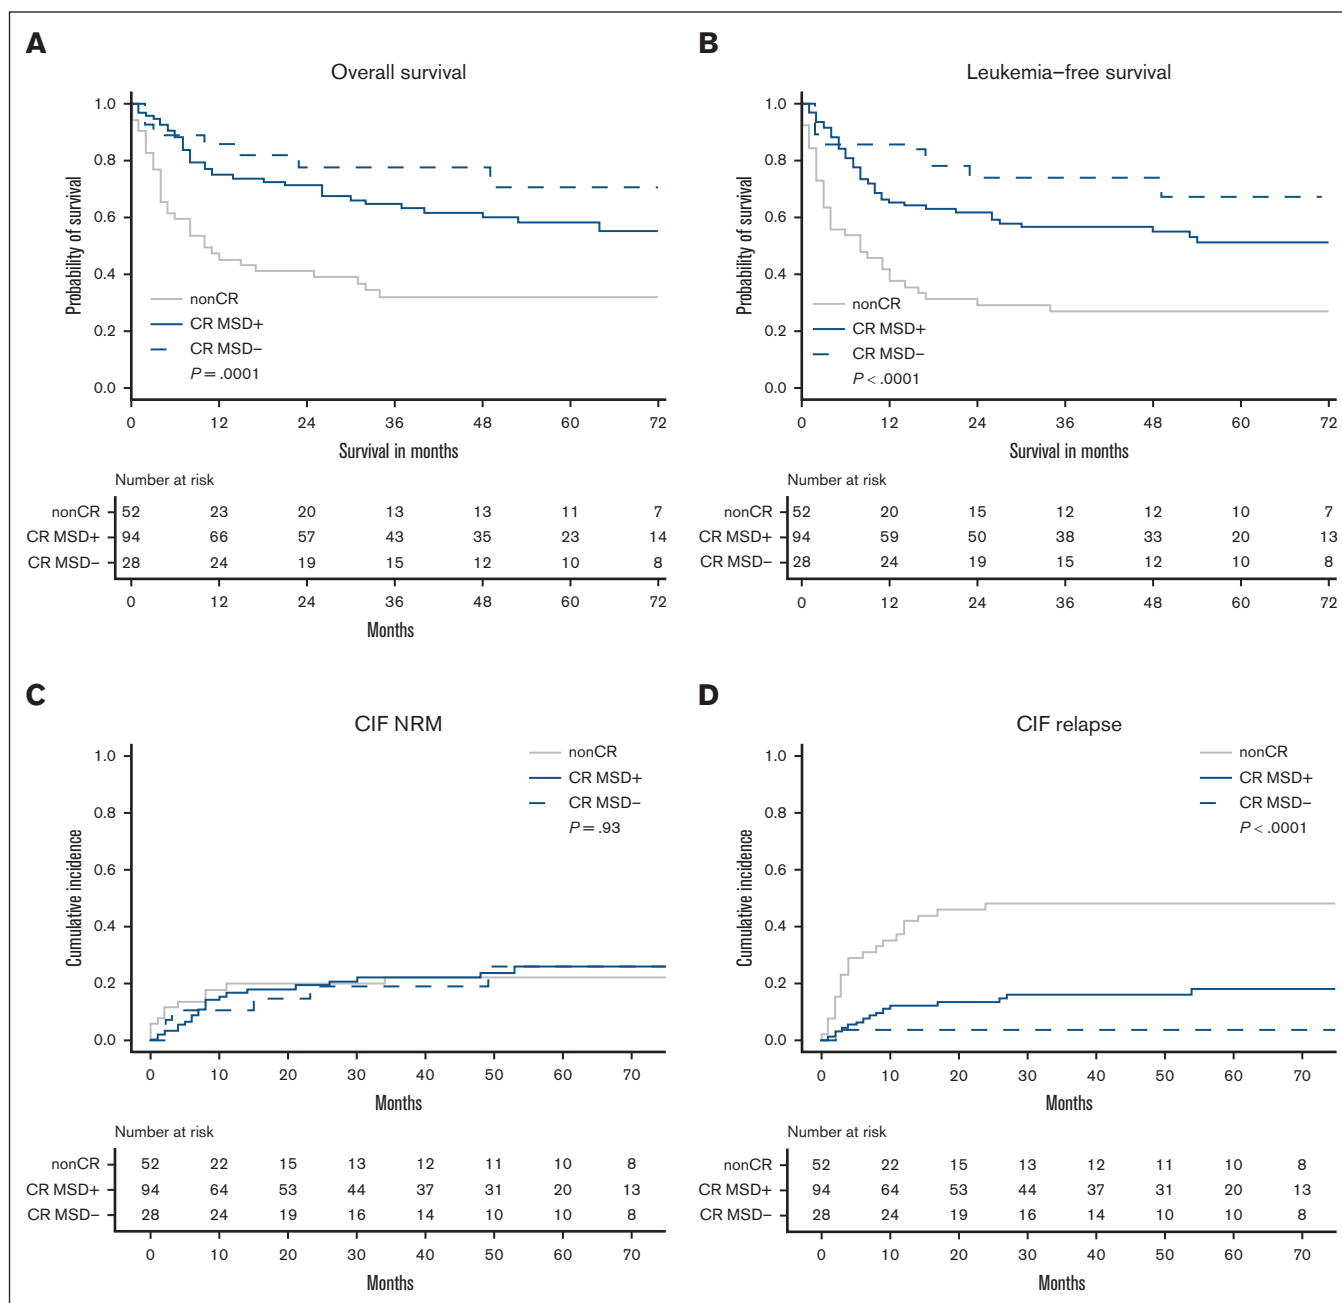 A
Overall survival
Probability of survival
1.0
0.8
0.6
0.4
0.2
0.0
nonCR
CR MSD+
CR MSD–
P = .0001
0 12 24 36 48 60 72
Survival in months
Number at risk
nonCR 52 23 20 13 13 11 7
CR MSD+ 94 66 57 43 35 23 14
CR MSD– 28 24 19 15 12 10 8
0 12 24 36 48 60 72
Months
B
Leukemia–free survival
Probability of survival
1.0
0.8
0.6
0.4
0.2
0.0
nonCR
CR MSD+
CR MSD–
P < .0001
0 12 24 36 48 60 72
Survival in months
Number at risk
nonCR 52 20 15 12 12 10 7
CR MSD+ 94 59 50 38 33 20 13
CR MSD– 28 24 19 15 12 10 8
0 12 24 36 48 60 72
C
CIF NRM
Cumulative incidence
1.0
0.8
0.6
0.4
0.2
0.0
nonCR
CR MSD+
CR MSD–
P = .93
0 10 20 30 40 50 60 70
Months
Number at risk
nonCR 52 22 15 13 12 11 10 8
CR MSD+ 94 64 53 44 37 31 20 13
CR MSD– 28 24 19 16 14 10 10 8
0 10 20 30 40 50 60 70
Months
D
CIF relapse
Cumulative incidence
1.0
0.8
0.6
0.4
0.2
0.0
nonCR
CR MSD+
CR MSD–
P < .0001
0 10 20 30 40 50 60 70
Months
Number at risk
nonCR 52 22 15 13 12 11 10 8
CR MSD+ 94 64 53 44 37 31 20 13
CR MSD– 28 24 19 16 14 10 10 8
0 10 20 30 40 50 60 70
Months